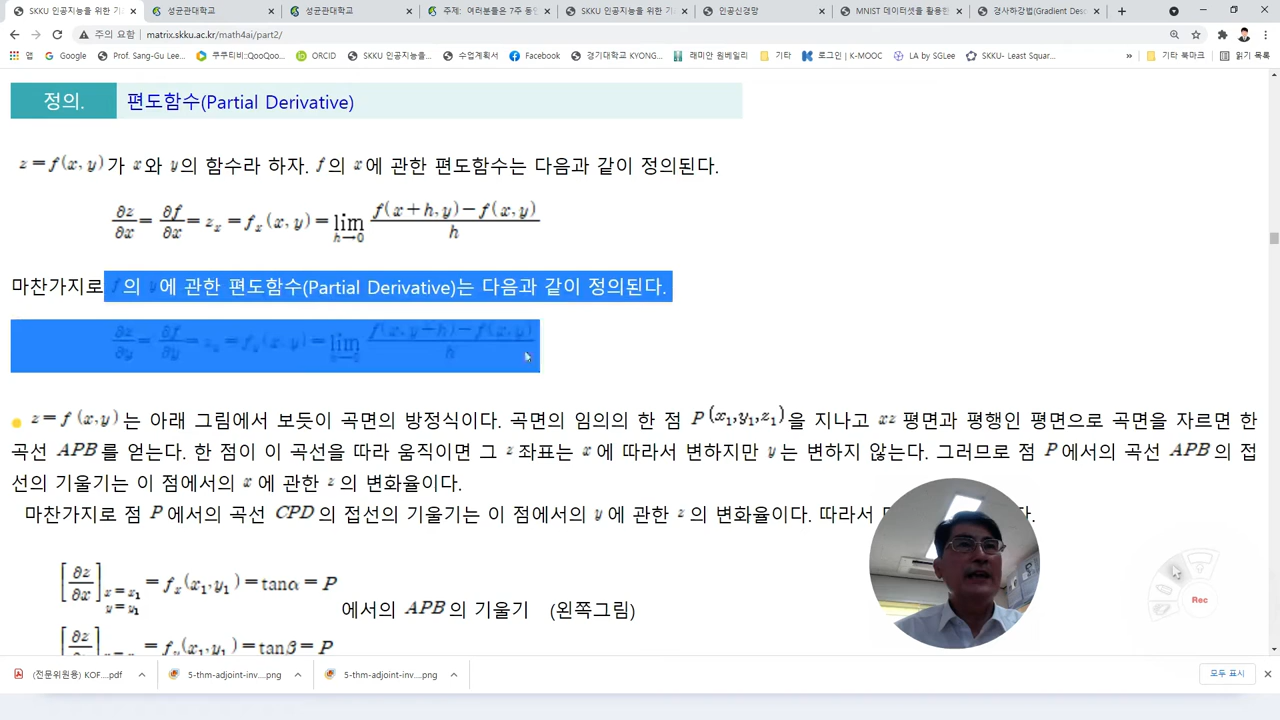 SKKU 인공지능을 위한 기
성균관대학교
성균관대학교
주제: 여러분들은 7주 동안
SKKU 인공지능을 위한 기
인공신경망
MNIST 데이터셋을 활용한
경사하강법(Gradient Des
주의 요함 | matrix.skku.ac.kr/math4ai/part2/
앱
Google
Prof. Sang-Gu Lee...
쿠쿠티비::QooQoo...
ORCID
SKKU 인공지능을...
수업계획서
Facebook
경기대학교 KYONG...
래미안 원베일리
기타
로그인 | K-MOOC
LA by SGLee
SKKU- Least Squar...
»
기타 북마크
읽기 목록
정의.
편도함수(Partial Derivative)
z=f(x, y)가 x와 y의 함수라 하자. f의 x에 관한 편도함수는 다음과 같이 정의된다.
∂z/∂x = ∂f/∂x = z_x = f_x(x, y) = lim_{h→0} (f(x+h, y)−f(x, y))/h
마찬가지로 f의 y에 관한 편도함수(Partial Derivative)는 다음과 같이 정의된다.
∂z/∂y = ∂f/∂y = = f_y(x, y) = lim_{h→0} (f(x, y+h)−f(x, y))/h
z=f(x,y)는 아래 그림에서 보듯이 곡면의 방정식이다. 곡면의 임의의 한 점 P(x₁,y₁,z₁)을 지나고 xz 평면과 평행인 평면으로 곡면을 자르면 한
곡선 APB를 얻는다. 한 점이 이 곡선을 따라 움직이면 그 z좌표는 x에 따라서 변하지만 y는 변하지 않는다. 그러므로 점 P에서의 곡선 APB의 접
선의 기울기는 이 점에서의 x에 관한 z의 변화율이다.
마찬가지로 점 P에서의 곡선 CPD의 접선의 기울기는 이 점에서의 y에 관한 z의 변화율이다. 따라서
[∂z/∂x]_{x=x₁ y=y₁} = f_x(x₁,y₁) = tanα = P 에서의 APB의 기울기 (왼쪽그림)
[∂z/ = f_y(x₁,y₁) = tanβ = P
Rec
(전문위원용) KOF....pdf
5-thm-adjoint-inv....png
5-thm-adjoint-inv....png
모두 표시